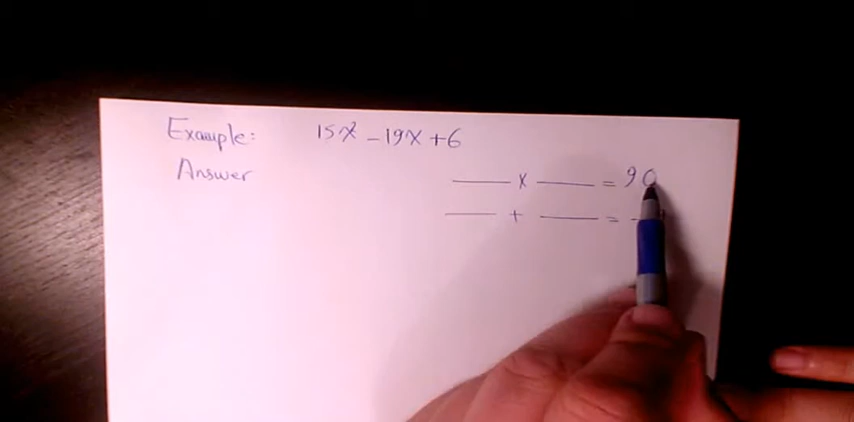 Example: 15x² -19x +6
Answer
___ x ___ = 90
___ + ___ = -